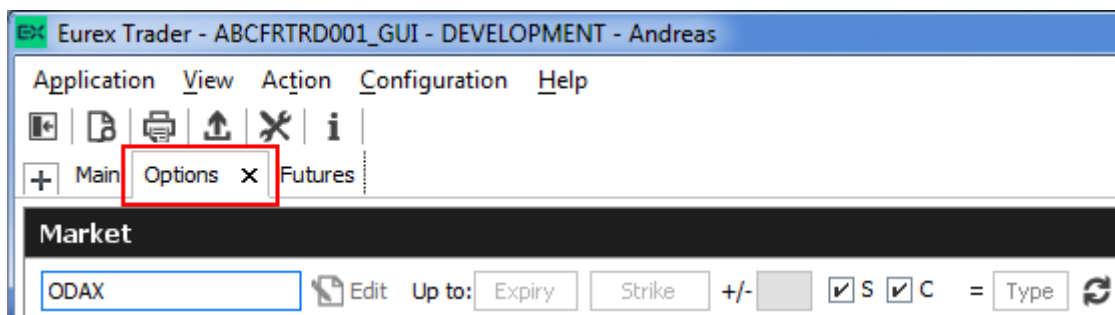 EX Eurex Trader - ABCFRTRD001_GUI - DEVELOPMENT - Andreas
Application View Action Configuration Help
i
+ Main Options X Futures
Market
ODAX Edit Up to: Expiry Strike +/- S C = Type